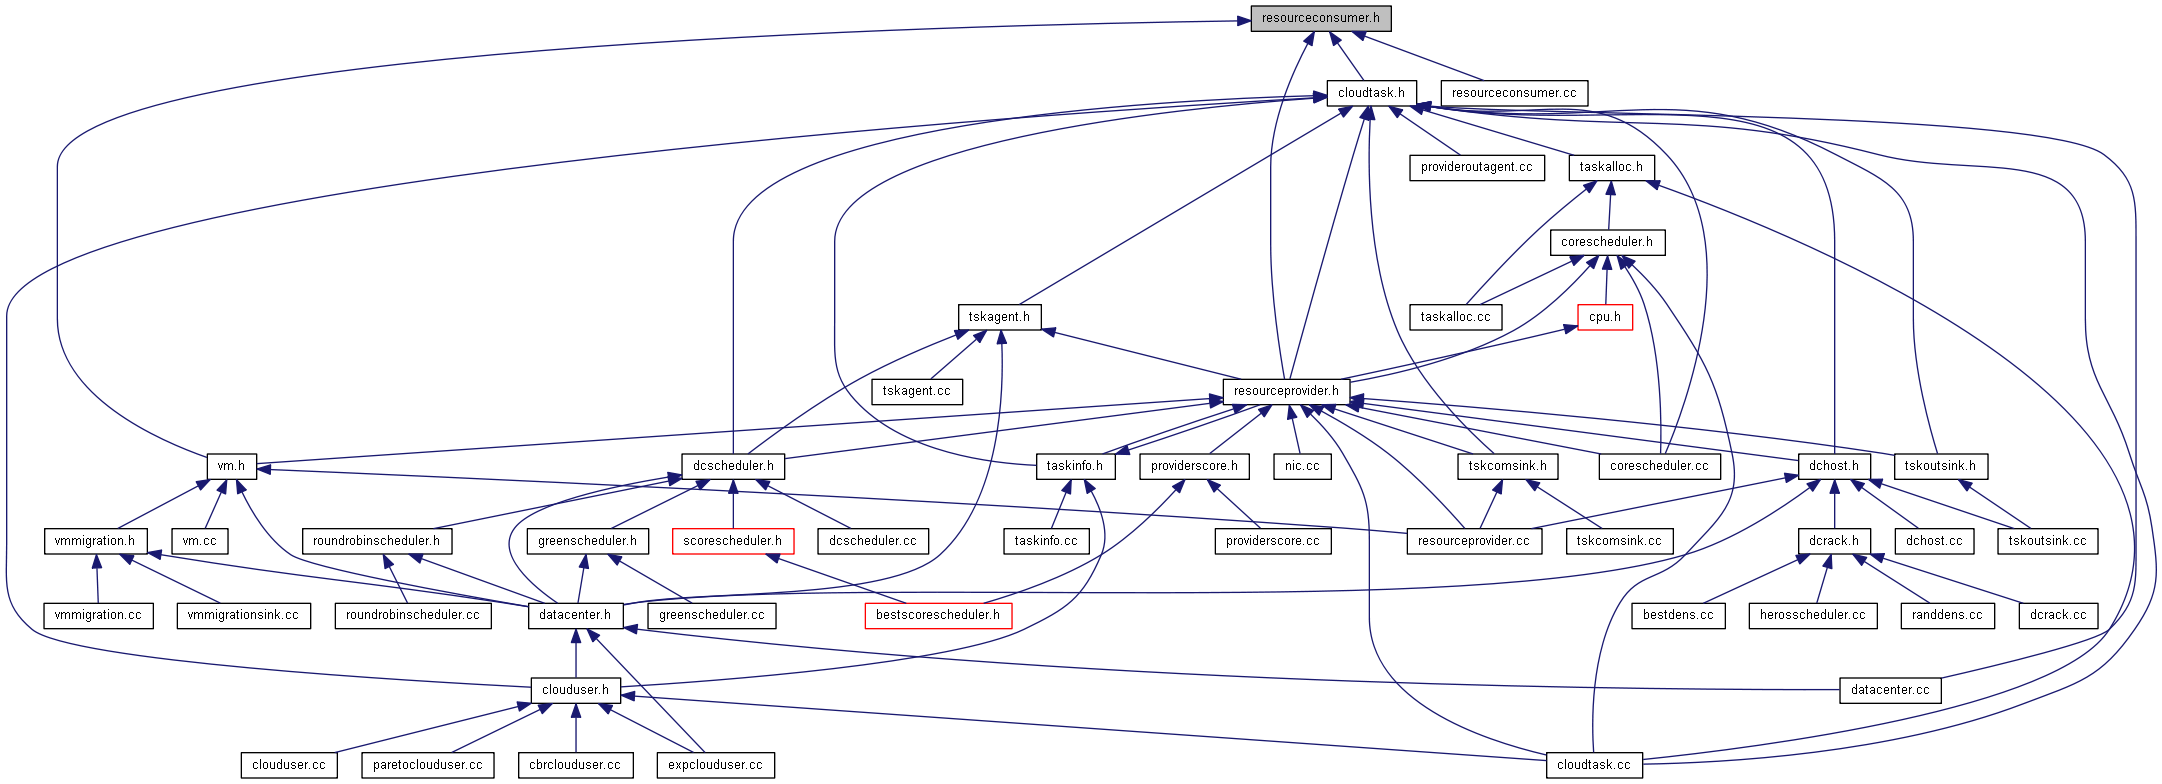 resourceconsumer.h
cloudtask.h
resourceconsumer.cc
provideroutagent.cc
taskalloc.h
corescheduler.h
tskagent.h
taskalloc.cc
cpu.h
tskagent.cc
resourceprovider.h
vm.h
dcscheduler.h
taskinfo.h
providerscore.h
nic.cc
tskcomsink.h
corescheduler.cc
dchost.h
tskoutsink.h
vmmigration.h
vm.cc
roundrobinscheduler.h
greenscheduler.h
scorescheduler.h
dcscheduler.cc
taskinfo.cc
providerscore.cc
resourceprovider.cc
tskcomsink.cc
dcrack.h
dchost.cc
tskoutsink.cc
vmmigration.cc
vmmigrationsink.cc
roundrobinscheduler.cc
datacenter.h
greenscheduler.cc
bestscorescheduler.h
bestdens.cc
herosscheduler.cc
randdens.cc
dcrack.cc
clouduser.h
datacenter.cc
clouduser.cc
paretoclouduser.cc
cbrclouduser.cc
expclouduser.cc
cloudtask.cc